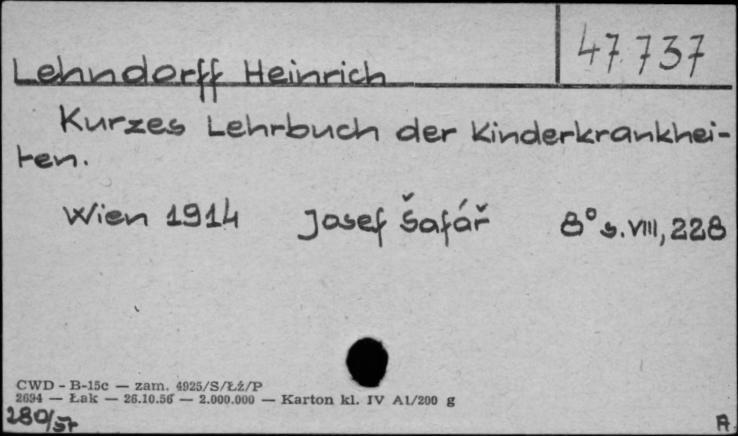 47737
Lehndorff Heinrich
Kurzes Lehrbuch der Kinderkrankhei-
ten.
Wien 1914 Josef Šafář 8° s. VIII, 228
CWD - B-15c — zam. 4925/S/Łź/P
2694 — Łak — 26.10.56 — 2.000.000 — Karton kl. IV A1/200 g
280/57
A